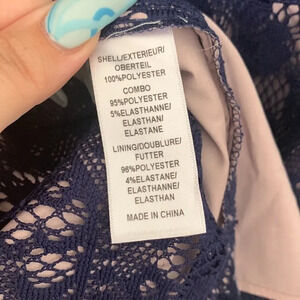 SHELL/EXTERIEUR/
OBERTEIL
100%POLYESTER
COMBO
95%POLYESTER
5%ELASTHANNE/
ELASTHAN/
ELASTANE
LINING/DOUBLURE/
FUTTER
96%POLYESTER
4%ELASTANE/
ELASTHANNE/
ELASTHAN
MADE IN CHINA